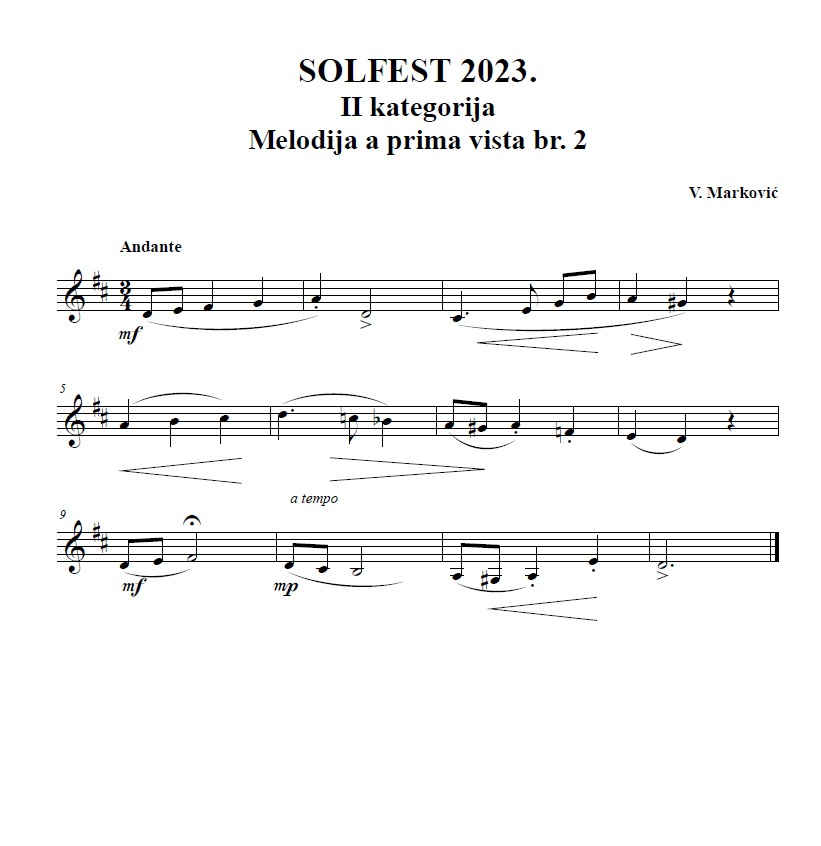 SOLFEST 2023.
II kategorija
Melodija a prima vista br. 2
V. Marković
Andante
3
4
mf
5
a tempo
9
mf
mp